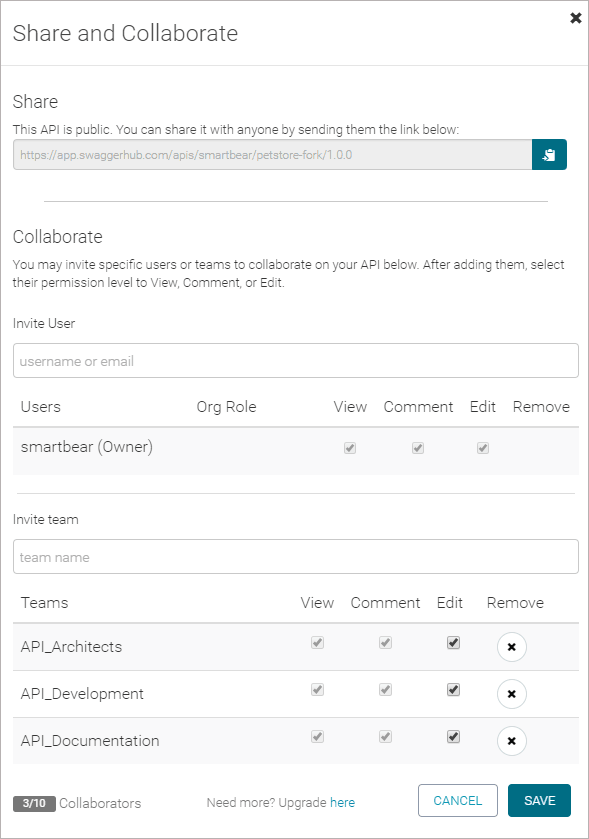 Share and Collaborate
Share
This API is public. You can share it with anyone by sending them the link below:
https://app.swaggerhub.com/apis/smartbear/petstore-fork/1.0.0
Collaborate
You may invite specific users or teams to collaborate on your API below. After adding them, select
their permission level to View, Comment, or Edit.
Invite User
username or email
Users Org Role View Comment Edit Remove
smartbear (Owner)
Invite team
team name
Teams View Comment Edit Remove
API_Architects
API_Development
API_Documentation
3/10 Collaborators Need more? Upgrade here CANCEL SAVE